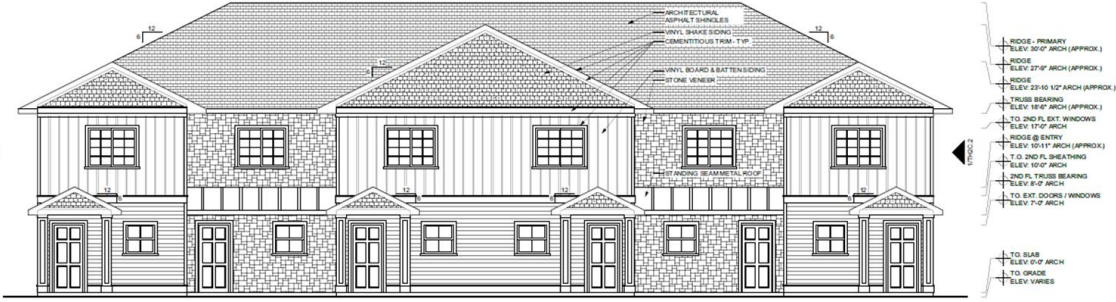 12
6
ARCHITECTURAL
ASPHALT SHINGLES
VINYL SHAKE SIDING
CEMENTITIOUS TRIM - TYP.
12
6
12
6
VINYL BOARD & BATTEN SIDING
STONE VENEER
STANDING SEAM METAL ROOF
12
6
12
6
12
6
RIDGE - PRIMARY
ELEV: 30'-0" ARCH (APPROX.)
RIDGE
ELEV: 27'-9" ARCH (APPROX.)
RIDGE
ELEV: 23'-10 1/2" ARCH (APPROX.)
TRUSS BEARING
ELEV: 18'-6" ARCH (APPROX.)
T.O. 2ND FL EXT. WINDOWS
ELEV: 17'-0" ARCH
RIDGE @ ENTRY
ELEV: 10'-11" ARCH (APPROX.)
T.O. 2ND FL SHEATHING
ELEV: 10'-0" ARCH
2ND FL TRUSS BEARING
ELEV: 8'-0" ARCH
T.O. EXT. DOORS / WINDOWS
ELEV: 7'-0" ARCH
T.O. SLAB
ELEV: 0'-0" ARCH
T.O. GRADE
ELEV: VARIES
1/TH2C.2